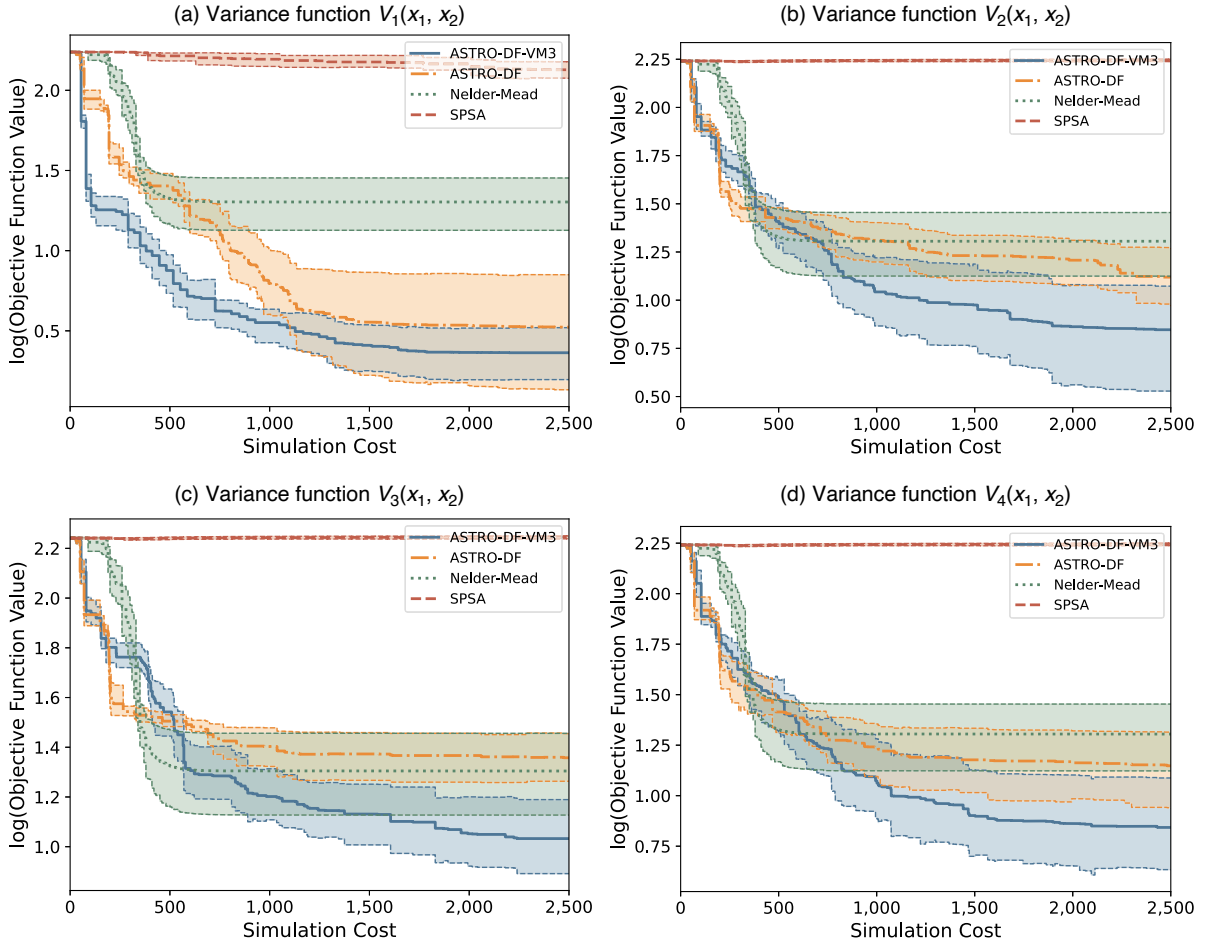 (a) Variance function V₁(x₁, x₂)
log(Objective Function Value)
2.0
1.5
1.0
0.5
ASTRO-DF-VM3
ASTRO-DF
Nelder-Mead
SPSA
0
500
1,000
1,500
2,000
2,500
Simulation Cost
(b) Variance function V₂(x₁, x₂)
log(Objective Function Value)
2.25
2.00
1.75
1.50
1.25
1.00
0.75
0.50
ASTRO-DF-VM3
ASTRO-DF
Nelder-Mead
SPSA
0
500
1,000
1,500
2,000
2,500
Simulation Cost
(c) Variance function V₃(x₁, x₂)
log(Objective Function Value)
2.2
2.0
1.8
1.6
1.4
1.2
1.0
ASTRO-DF-VM3
ASTRO-DF
Nelder-Mead
SPSA
0
500
1,000
1,500
2,000
2,500
Simulation Cost
(d) Variance function V₄(x₁, x₂)
log(Objective Function Value)
2.25
2.00
1.75
1.50
1.25
1.00
0.75
ASTRO-DF-VM3
ASTRO-DF
Nelder-Mead
SPSA
0
500
1,000
1,500
2,000
2,500
Simulation Cost